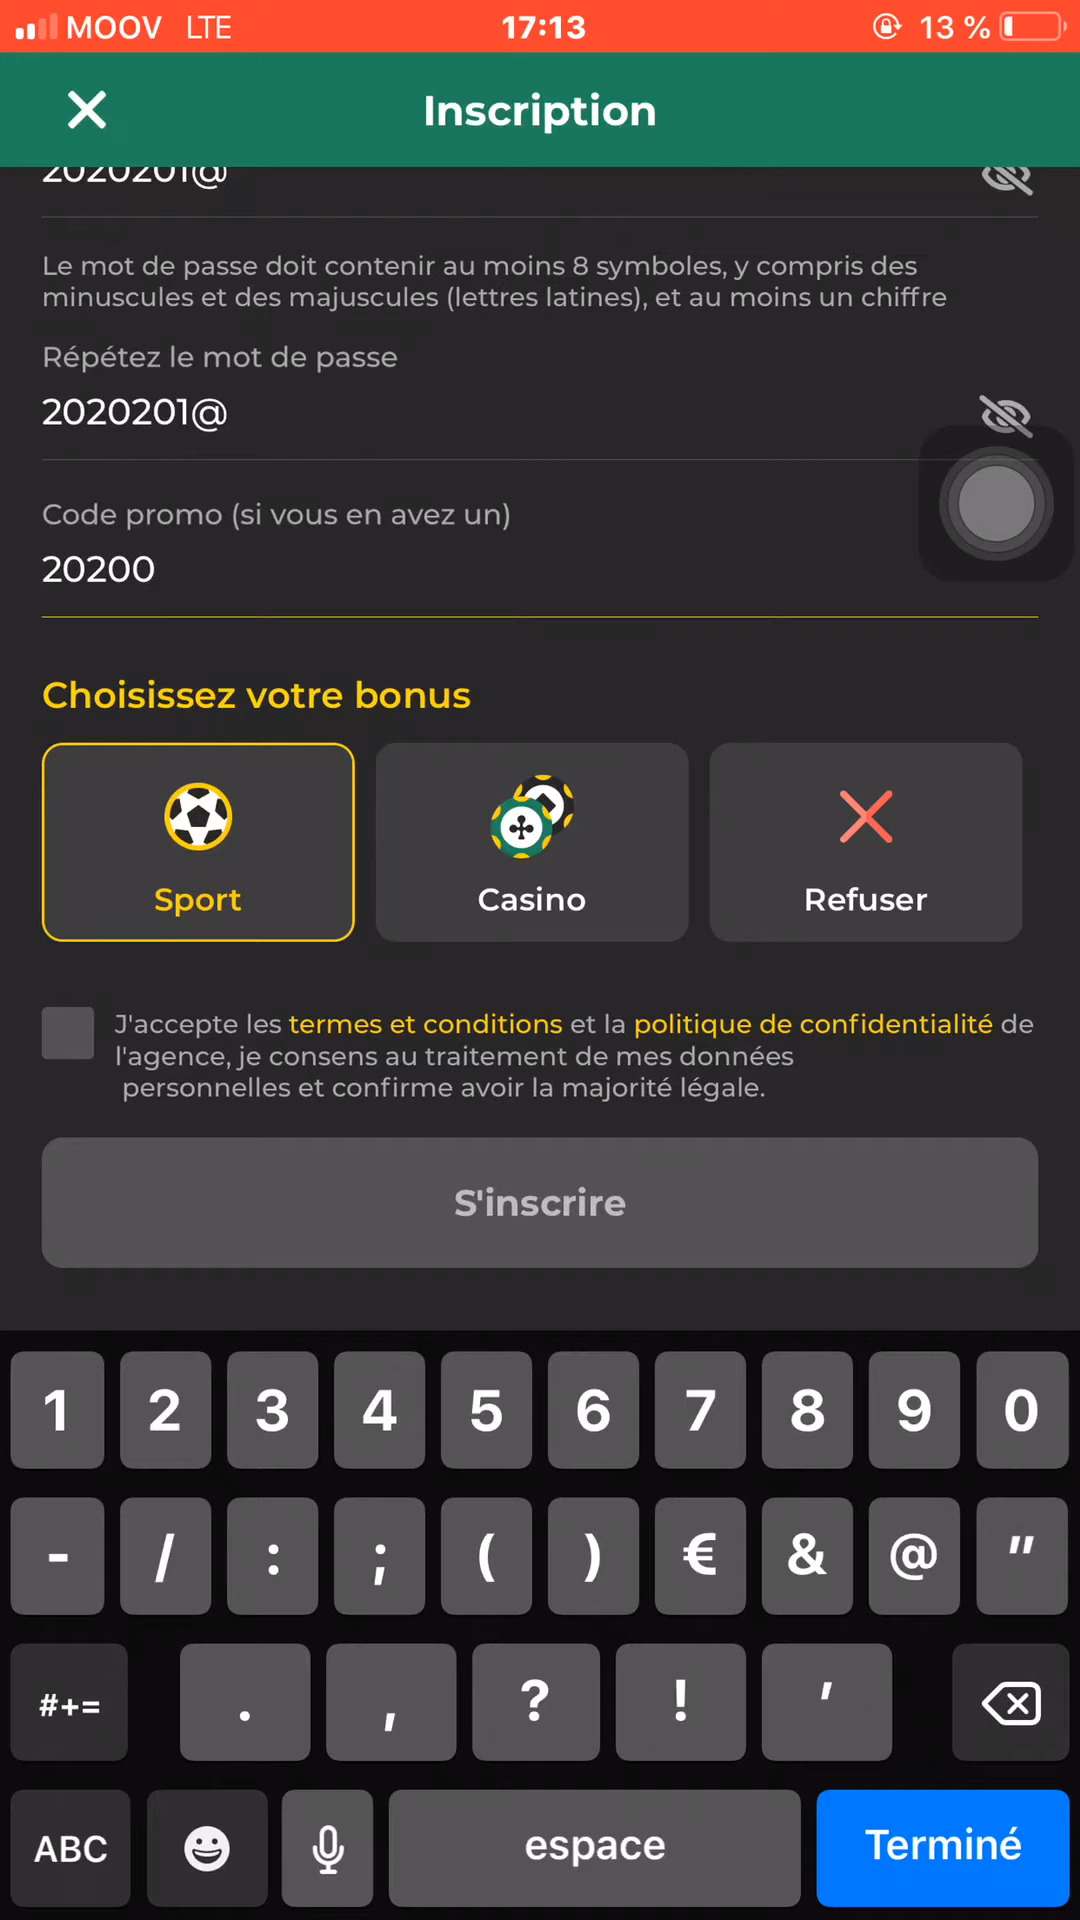 MOOV LTE 17:13 13 %
Inscription
2020201@
Le mot de passe doit contenir au moins 8 symboles, y compris des
minuscules et des majuscules (lettres latines), et au moins un chiffre
Répétez le mot de passe
2020201@
Code promo (si vous en avez un)
20200
Choisissez votre bonus
Sport Casino Refuser
J'accepte les termes et conditions et la politique de confidentialité de
l'agence, je consens au traitement de mes données
personnelles et confirme avoir la majorité légale.
S'inscrire
1 2 3 4 5 6 7 8 9 0
- / : ; ( ) € & @ "
#+= . , ? ! '
ABC espace Terminé